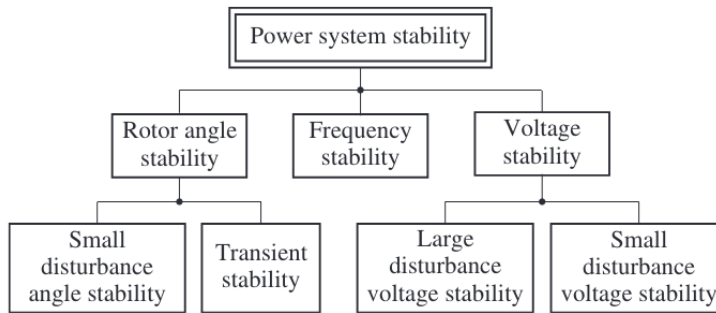 Power system stability
Rotor angle
stability
Frequency
stability
Voltage
stability
Small
disturbance
angle stability
Transient
stability
Large
disturbance
voltage stability
Small
disturbance
voltage stability